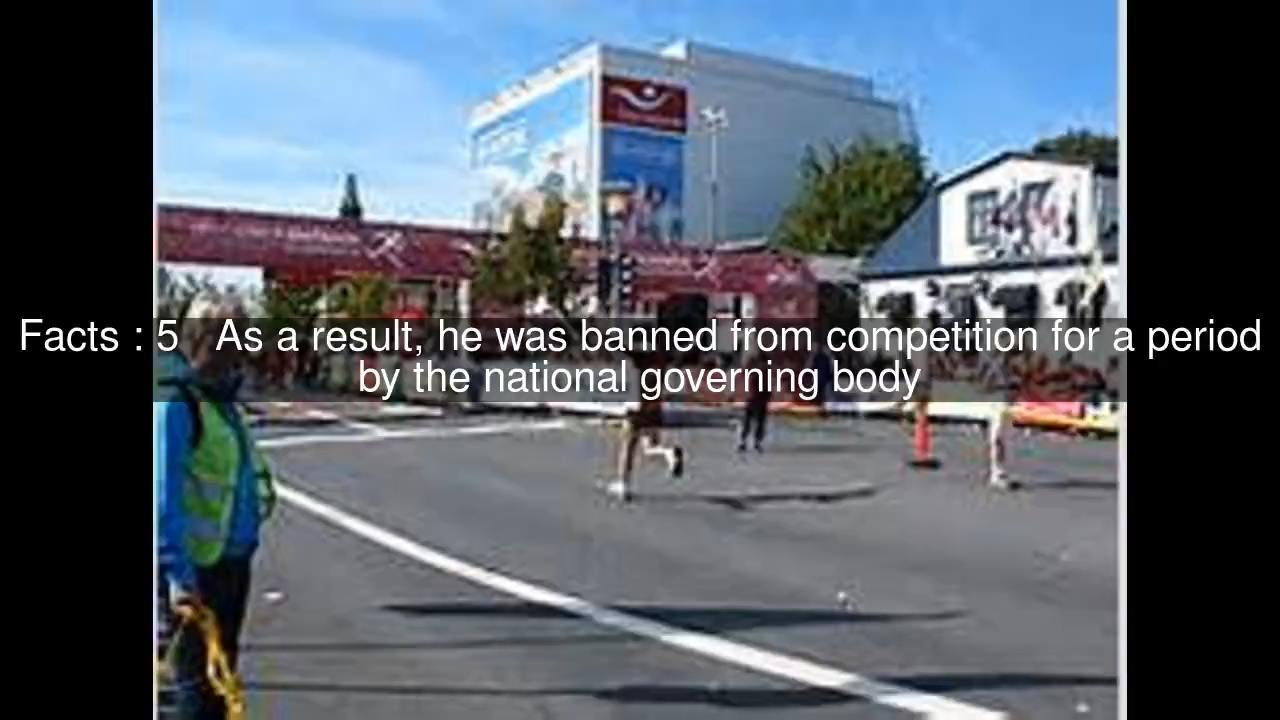 Facts : 5   As a result, he was banned from competition for a period
by the national governing body